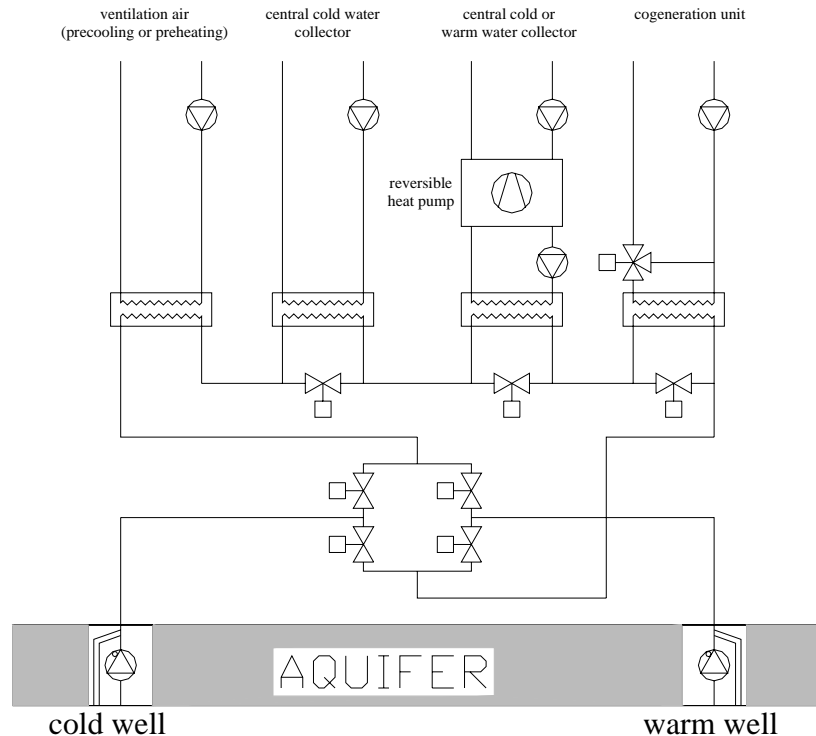 ventilation air
(precooling or preheating)
central cold water
collector
central cold or
warm water collector
cogeneration unit
reversible
heat pump
AQUIFER
cold well
warm well